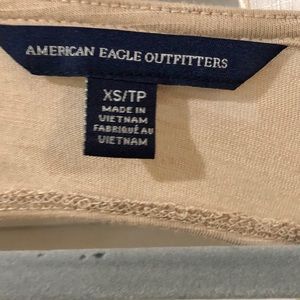 AMERICAN EAGLE OUTFITTERS
XS/TP
MADE IN
VIETNAM
FABRIQUÉ AU
VIETNAM